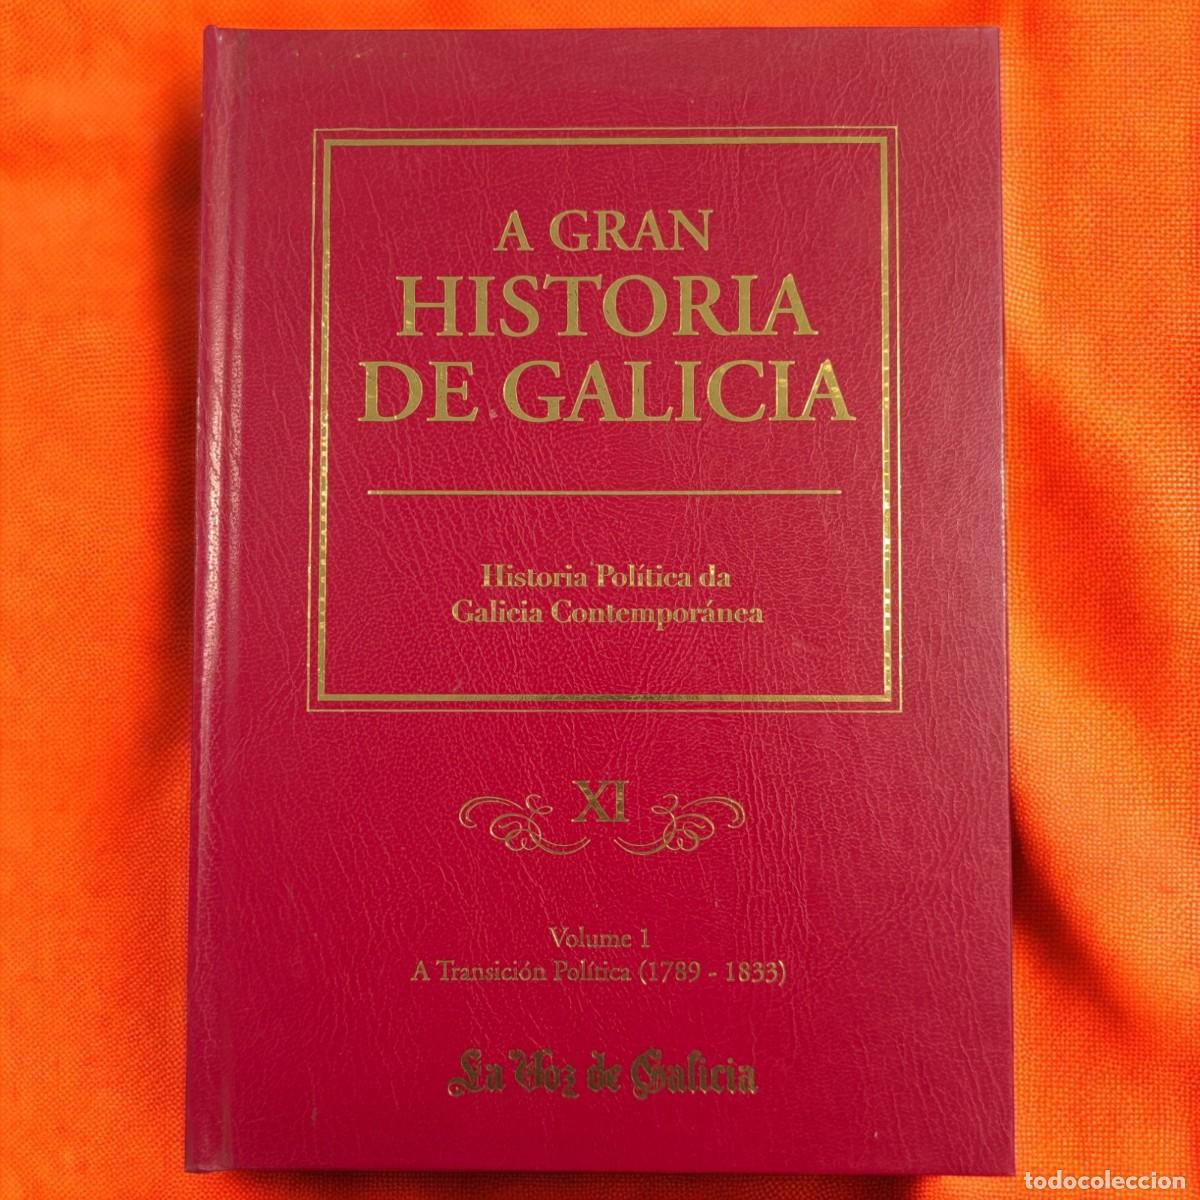 A GRAN
HISTORIA
DE GALICIA
Historia Política da
Galicia Contemporánea
XI
Volume 1
A Transición Política (1789 - 1833)
La Voz de Galicia
todocoleccion